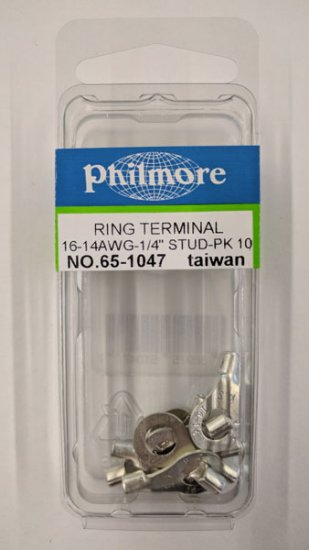 Philmore
RING TERMINAL
16-14AWG-1/4" STUD-PK 10
NO.65-1047 taiwan